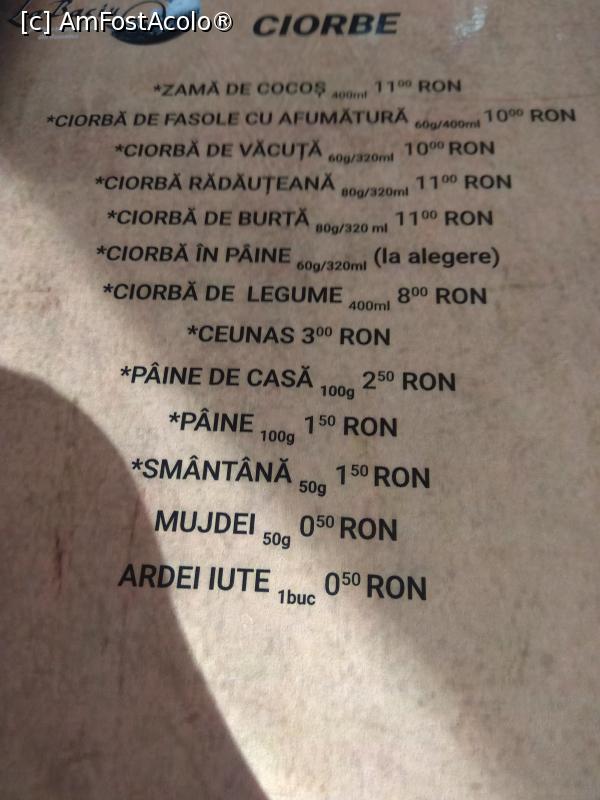 [c] AmFostAcolo®
CIORBE
*ZAMĂ DE COCOȘ 400ml 11⁰⁰ RON
*CIORBĂ DE FASOLE CU AFUMĂTURĂ 60g/400ml 10⁰⁰ RON
*CIORBĂ DE VĂCUȚĂ 60g/320ml 10⁰⁰ RON
*CIORBĂ RĂDĂUȚEANĂ 80g/320ml 11⁰⁰ RON
*CIORBĂ DE BURTĂ 80g/320 ml 11⁰⁰ RON
*CIORBĂ ÎN PÂINE 60g/320ml (la alegere)
*CIORBĂ DE LEGUME 400ml 8⁰⁰ RON
*CEUNAS 3⁰⁰ RON
*PÂINE DE CASĂ 100g 2⁵⁰ RON
*PÂINE 100g 1⁵⁰ RON
*SMÂNTÂNĂ 50g 1⁵⁰ RON
MUJDEI 50g 0⁵⁰ RON
ARDEI IUTE 1buc 0⁵⁰ RON